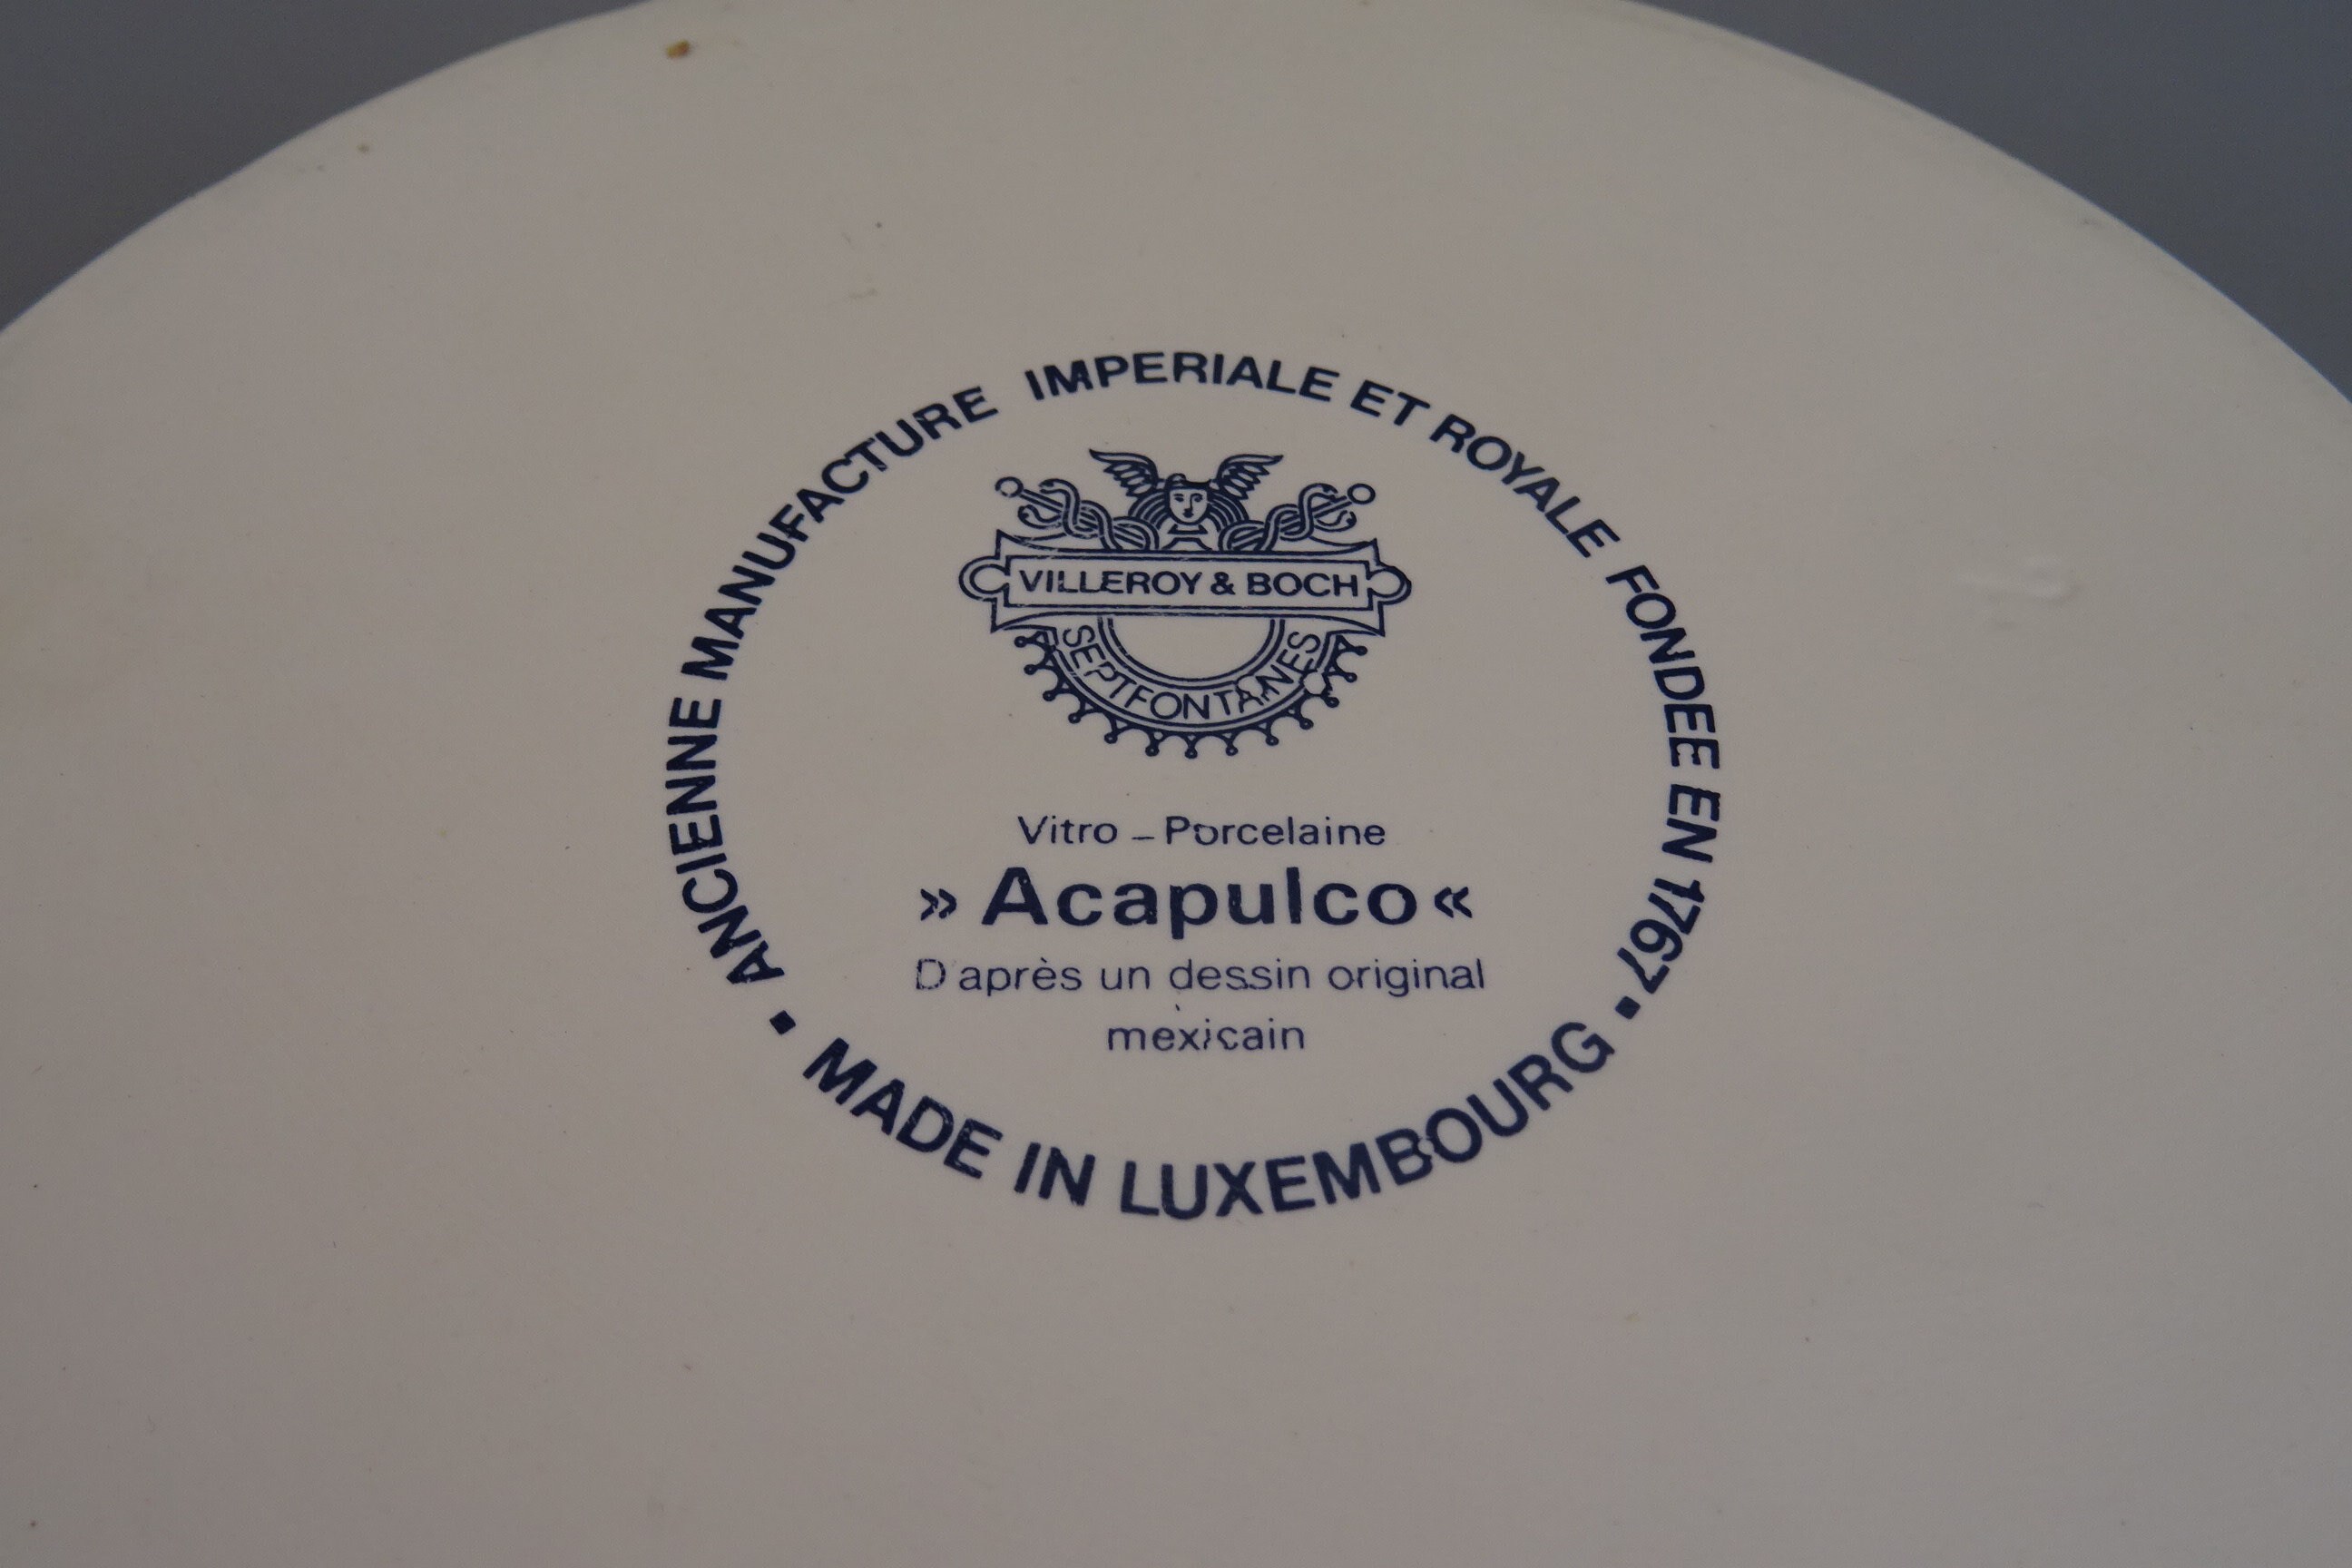 ANCIENNE MANUFACTURE IMPERIALE ET ROYALE FONDEE EN 1767
VILLEROY & BOCH
SEPTFONTAINES
Vitro – Porcelaine
» Acapulco «
D'après un dessin original
mexicain
MADE IN LUXEMBOURG